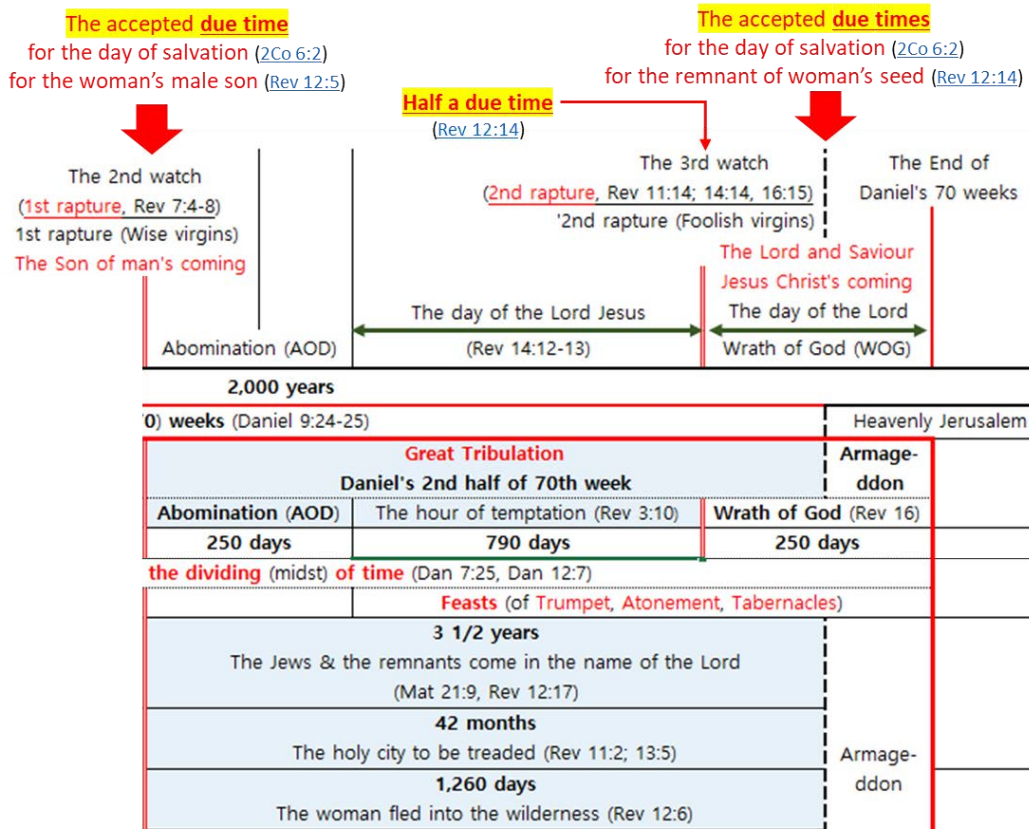 The accepted due time
for the day of salvation (2Co 6:2)
for the woman's male son (Rev 12:5)
The accepted due times
for the day of salvation (2Co 6:2)
for the remnant of woman's seed (Rev 12:14)
Half a due time
(Rev 12:14)
The 2nd watch
(1st rapture, Rev 7:4-8)
1st rapture (Wise virgins)
The Son of man's coming
The 3rd watch
(2nd rapture, Rev 11:14; 14:14, 16:15)
'2nd rapture (Foolish virgins)
The End of
Daniel's 70 weeks
The Lord and Saviour
Jesus Christ's coming
Abomination (AOD)
The day of the Lord Jesus
(Rev 14:12-13)
The day of the Lord
Wrath of God (WOG)
2,000 years
'0) weeks (Daniel 9:24-25)
Heavenly Jerusalem
Great Tribulation
Daniel's 2nd half of 70th week
Armage-
ddon
Abomination (AOD)
The hour of temptation (Rev 3:10)
Wrath of God (Rev 16)
250 days
790 days
250 days
the dividing (midst) of time (Dan 7:25, Dan 12:7)
Feasts (of Trumpet, Atonement, Tabernacles)
3 1/2 years
The Jews & the remnants come in the name of the Lord
(Mat 21:9, Rev 12:17)
42 months
The holy city to be treaded (Rev 11:2; 13:5)
1,260 days
The woman fled into the wilderness (Rev 12:6)
Armage-
ddon